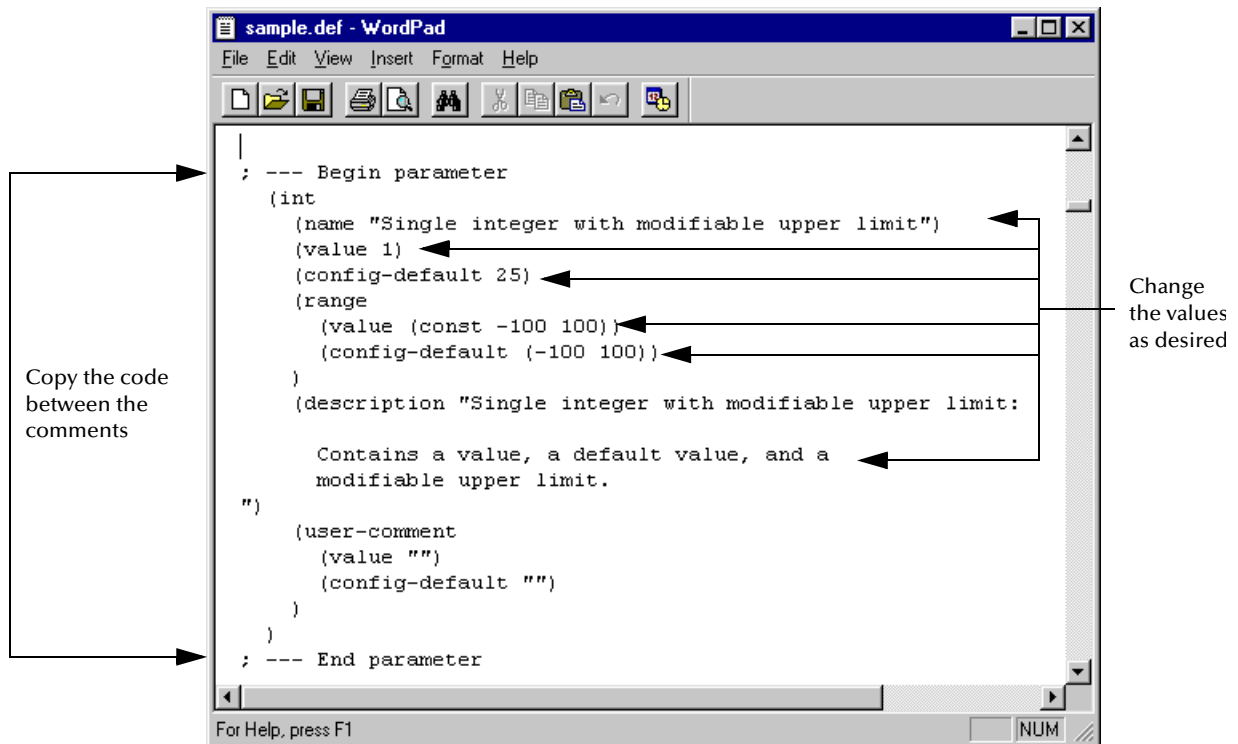 sample.def - WordPad
File Edit View Insert Format Help
; --- Begin parameter
(int
(name "Single integer with modifiable upper limit")
(value 1)
(config-default 25)
(range
(value (const -100 100))
(config-default (-100 100))
)
(description "Single integer with modifiable upper limit:
Contains a value, a default value, and a
modifiable upper limit.
")
(user-comment
(value "")
(config-default "")
)
)
; --- End parameter
For Help, press F1
NUM
Copy the code
between the
comments
Change
the values
as desired